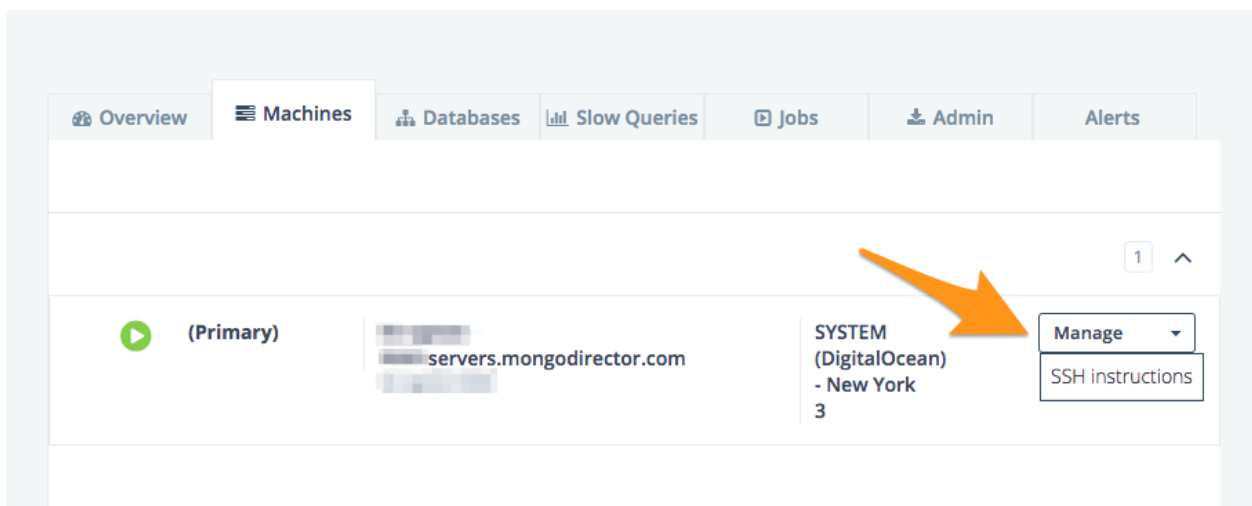 Overview Machines Databases Slow Queries Jobs Admin Alerts
1
(Primary) SYSTEM Manage
servers.mongodirector.com (DigitalOcean) SSH instructions
- New York
3